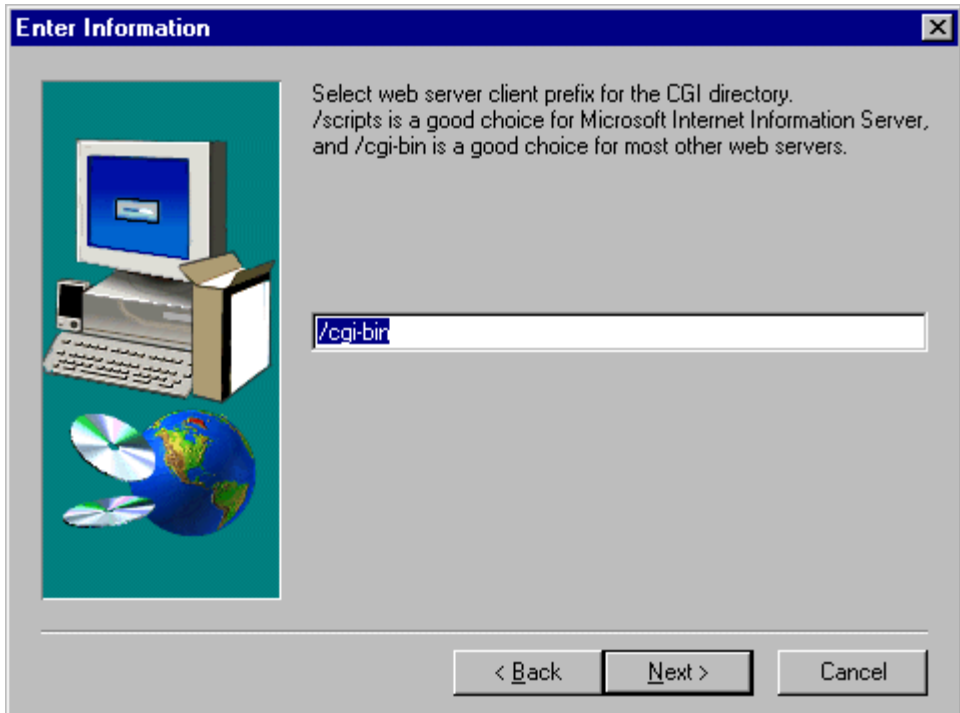 Enter Information
Select web server client prefix for the CGI directory.
/scripts is a good choice for Microsoft Internet Information Server,
and /cgi-bin is a good choice for most other web servers.
/cgi-bin
< Back
Next >
Cancel